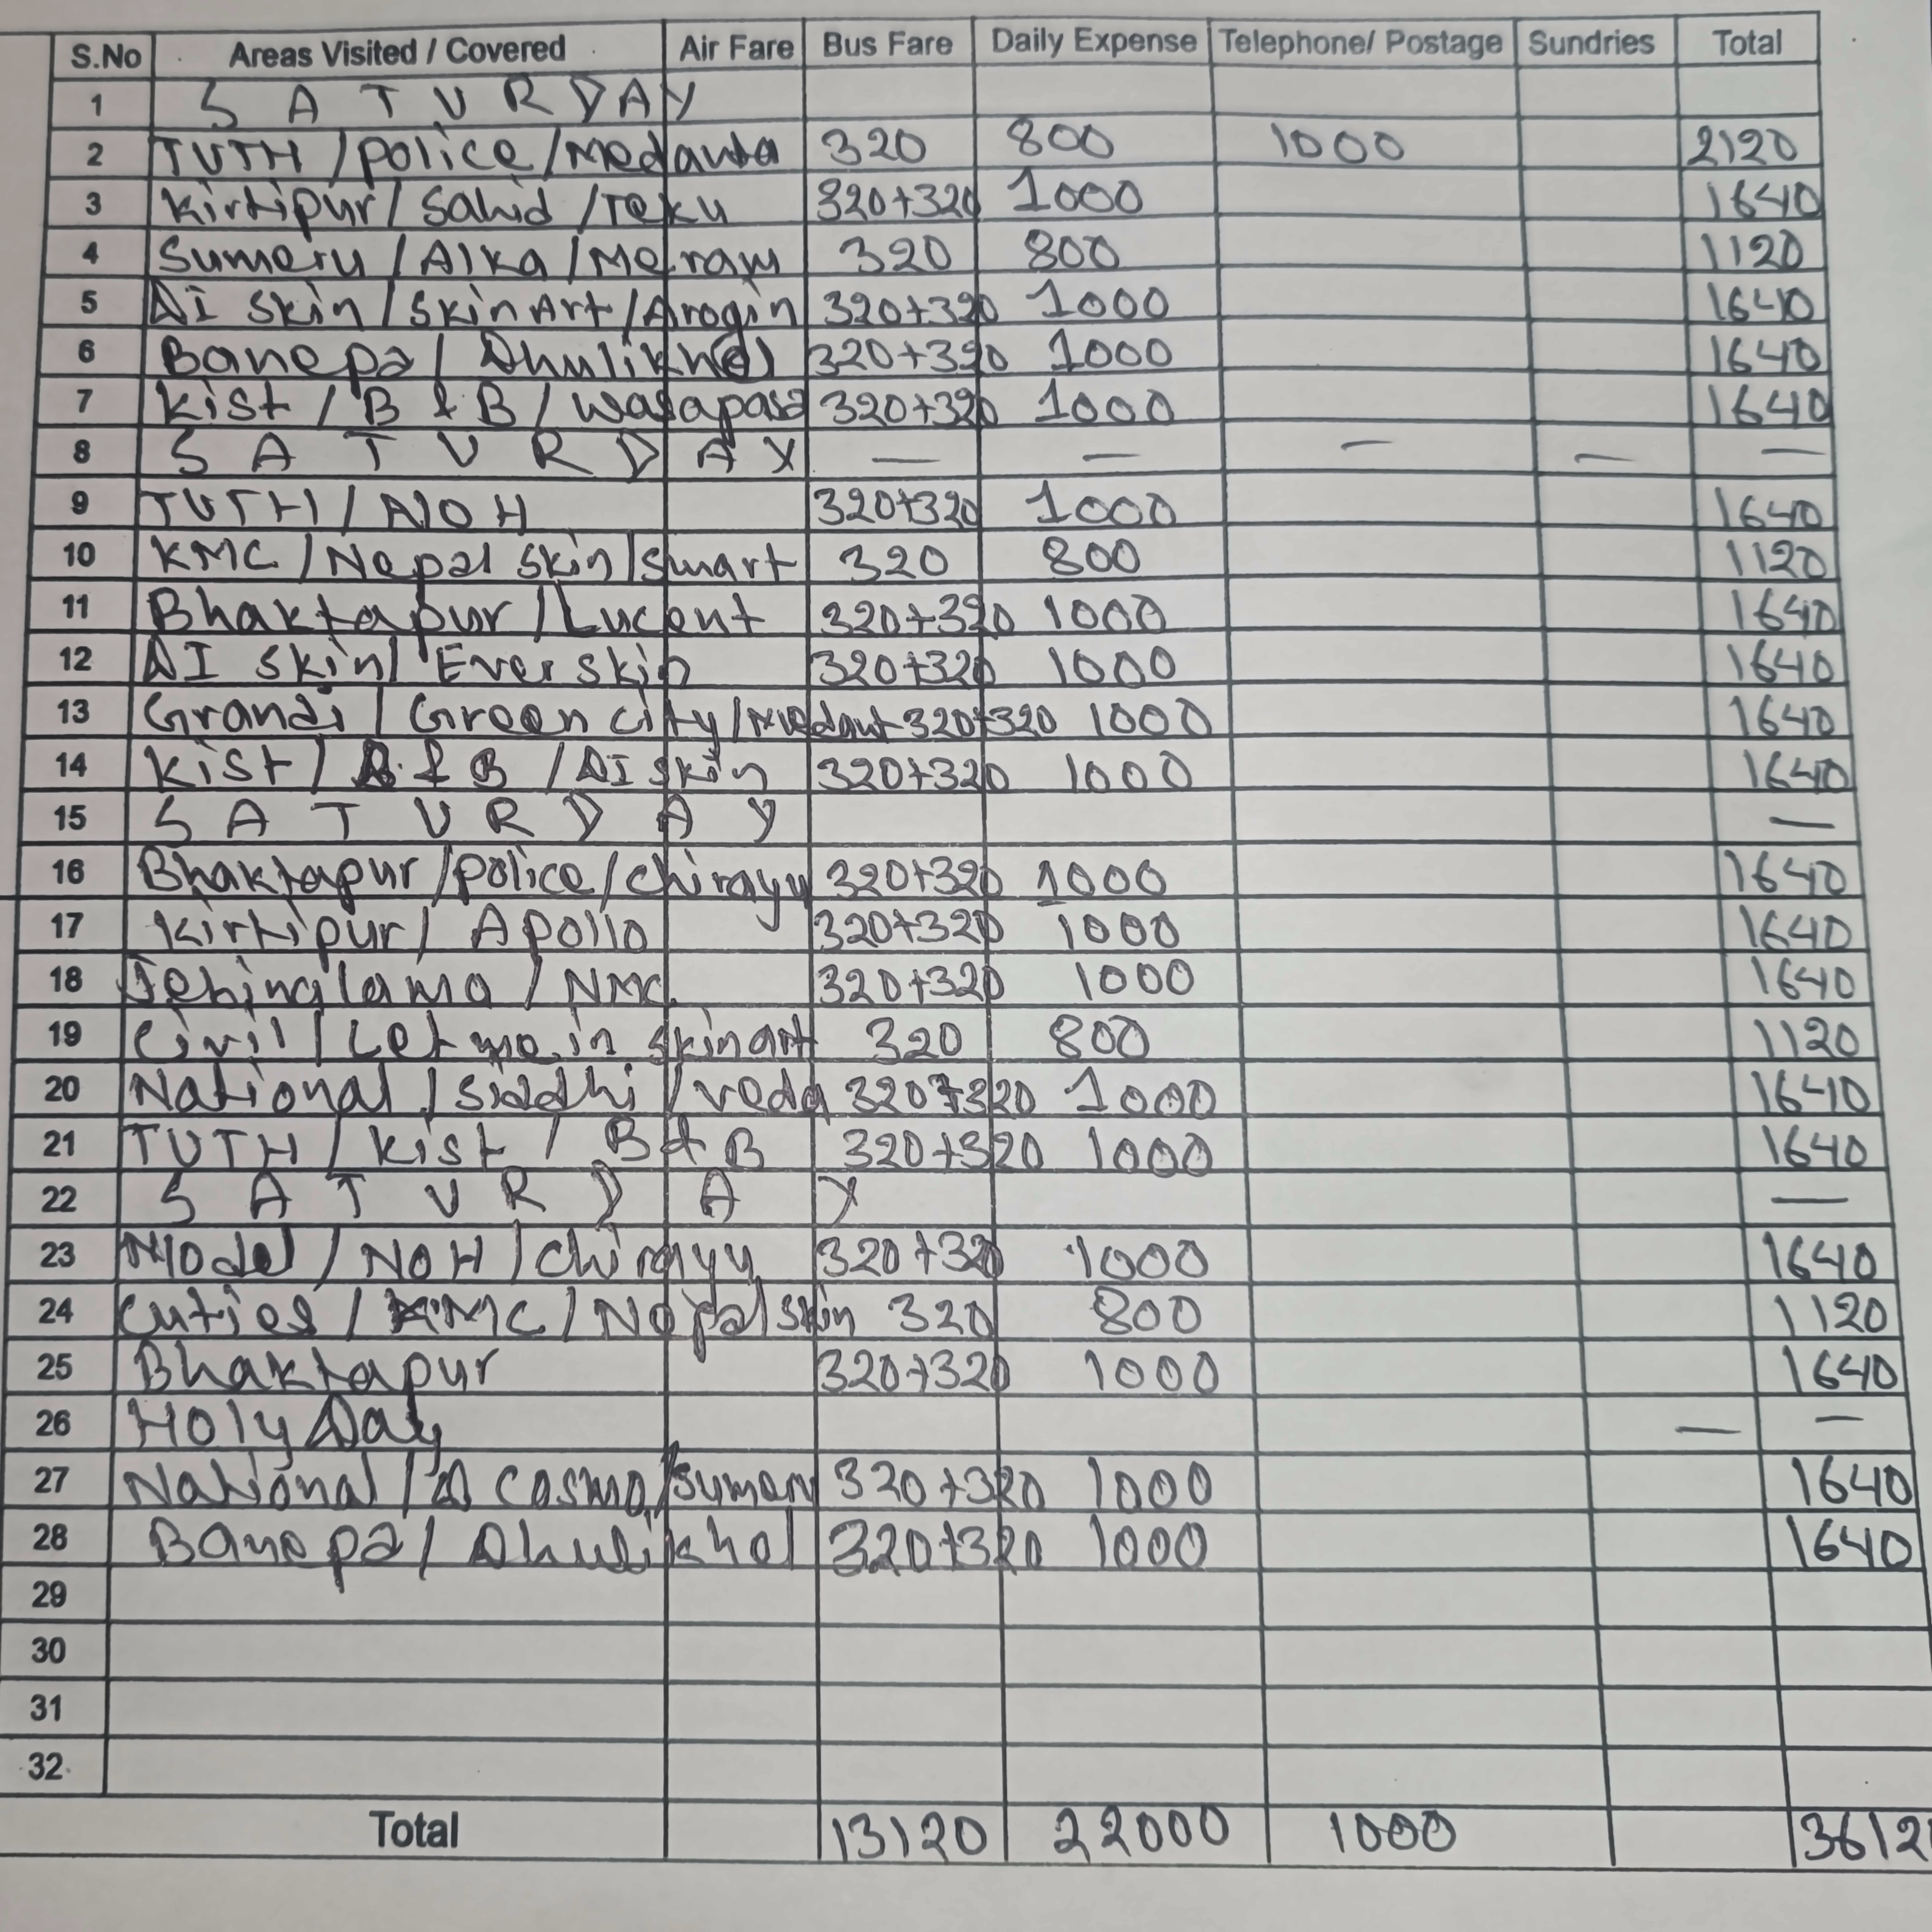 S.No Areas Visited / Covered Air Fare Bus Fare Daily Expense Telephone/ Postage Sundries Total
1 SATURDAY
2 TUTH / police / Medanta 320 800 1000 2120
3 Kirtipur / Sahid / Teku 320+320 1000 1640
4 Sumeru / Alka / Me 320 800 1120
5 DI Skin / Skin Art / Arogin 320+320 1000 1640
6 Banepa / Dhulikhel 320+320 1000 1640
7 Kist / B & B / 320+320 1000 1640
8 SATURDAY — — — — —
9 TUTH / 320+320 1000 1640
10 KMC / Nepal Skin / Smart 320 800 1120
11 Bhaktapur / Lucent 320+320 1000 1640
12 DI Skin / Ever skin 320+320 1000 1640
13 Grandi / Green city / Medant 320+320 1000 1640
14 Kist / B & B / DI skin 320+320 1000 1640
15 SATURDAY —
16 Bhaktapur / police / chirayu 320+320 1000 1640
17 Kirtipur / Apollo 320+320 1000 1640
18 / NMC 320+320 1000 1640
19 Civil / Let me in skin art 320 800 1120
20 National / Siddhi / veda 320+320 1000 1640
21 TUTH / Kist / B & B 320+320 1000 1640
22 SATURDAY —
23 Model / NOH / chirayu 320+320 1000 1640
24 Cuties / KMC / Nepal skin 320 800 1120
25 Bhaktapur 320+320 1000 1640
26 Holy Day — —
27 National / D Cosmo / Sumeru 320+320 1000 1640
28 Banepa / Dhulikhel 320+320 1000 1640
29
30
31
32
Total 13120 22000 1000 3612